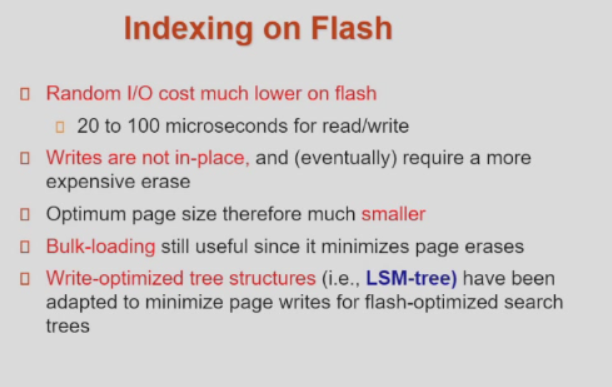 Indexing on Flash
Random I/O cost much lower on flash
20 to 100 microseconds for read/write
Writes are not in-place, and (eventually) require a more
expensive erase
Optimum page size therefore much smaller
Bulk-loading still useful since it minimizes page erases
Write-optimized tree structures (i.e., LSM-tree) have been
adapted to minimize page writes for flash-optimized search
trees